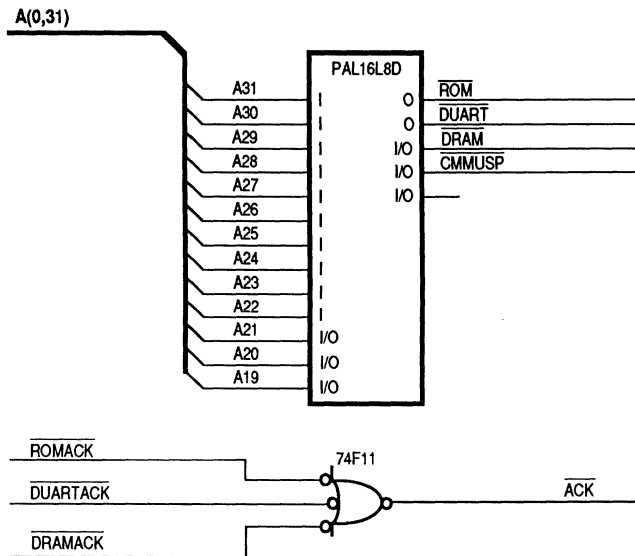 A(0,31)
PAL16L8D
A31 I O ROM
A30 I O DUART
A29 I I/O DRAM
A28 I I/O CMMUSP
A27 I I/O
A26 I
A25 I
A24 I
A23 I
A22 I
A21 I/O
A20 I/O
A19 I/O
ROMACK
74F11
DUARTACK
ACK
DRAMACK